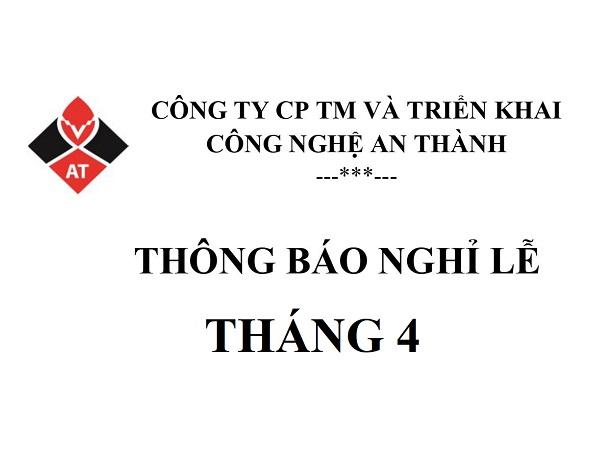 V
AT
CÔNG TY CP TM VÀ TRIỂN KHAI
CÔNG NGHỆ AN THÀNH
---***---
THÔNG BÁO NGHỈ LỄ
THÁNG 4